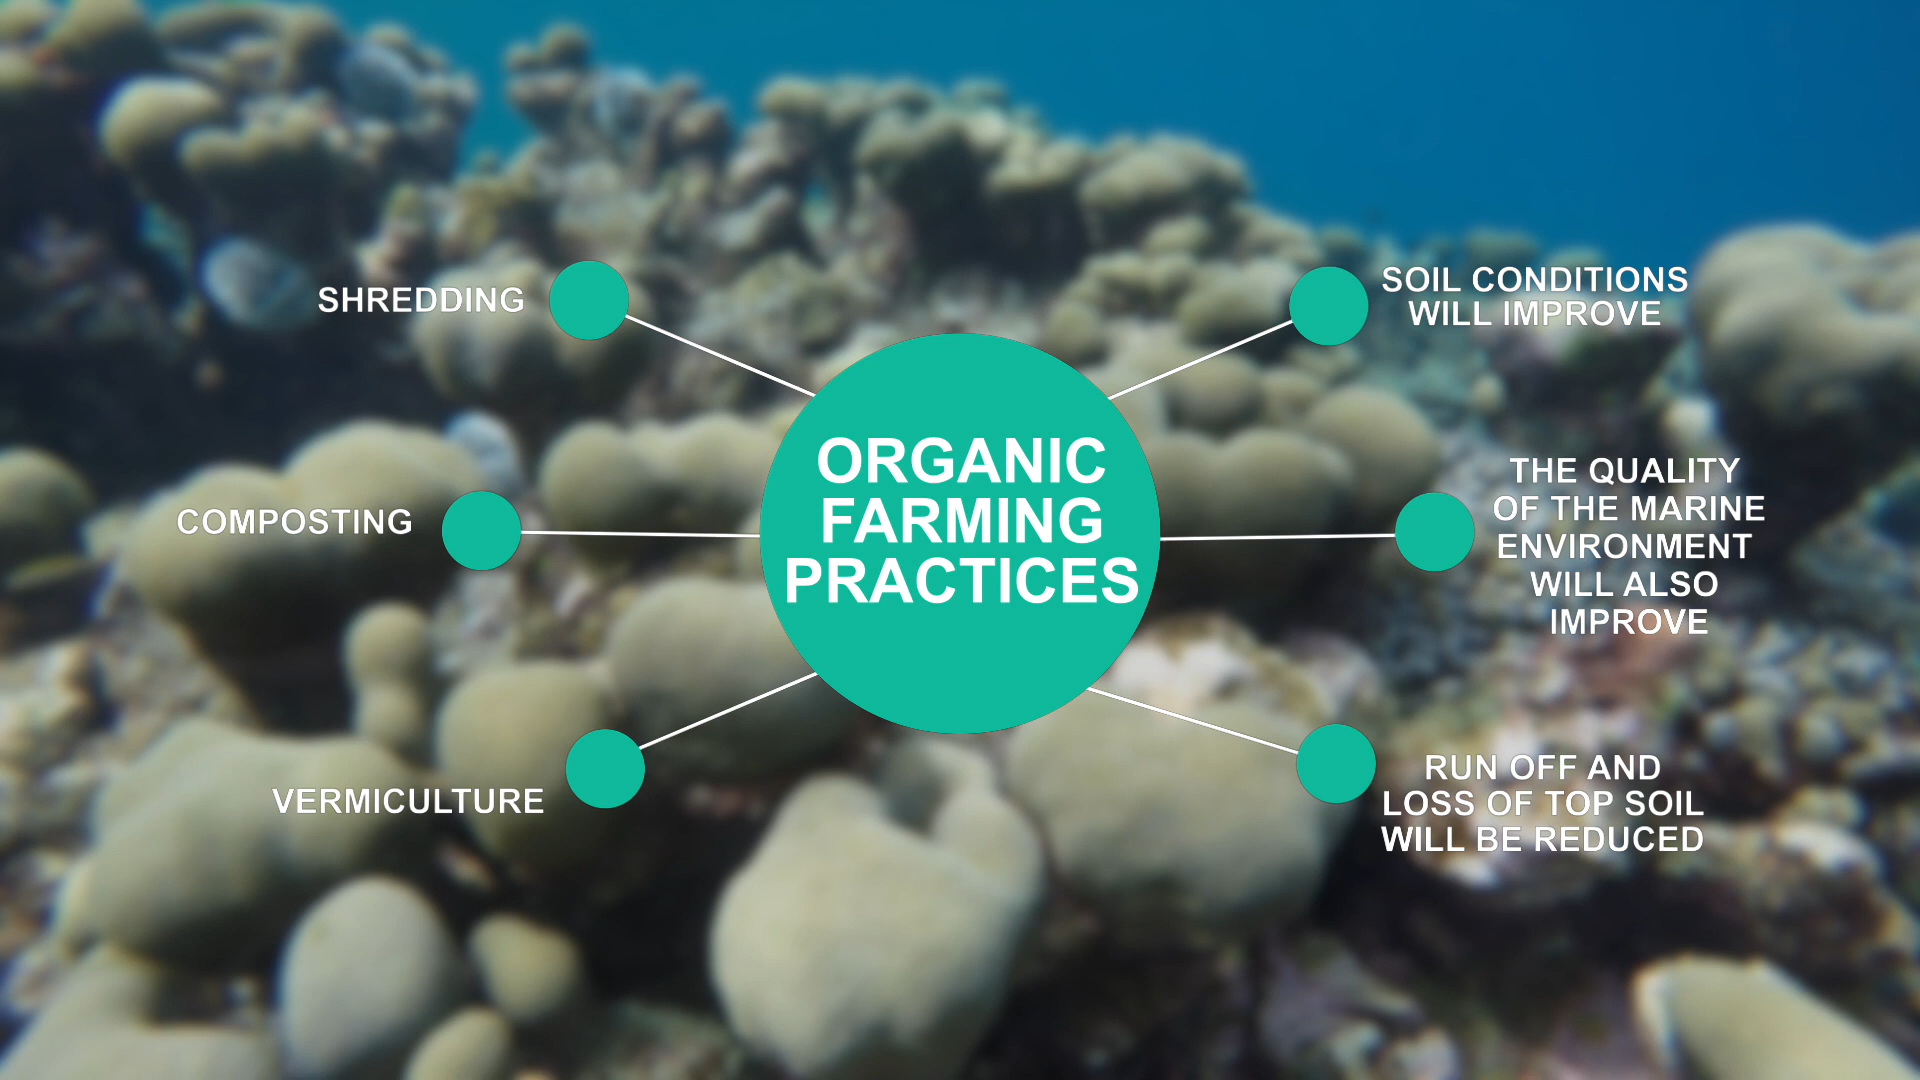 SHREDDING
COMPOSTING
VERMICULTURE
ORGANIC
FARMING
PRACTICES
SOIL CONDITIONS
WILL IMPROVE
THE QUALITY
OF THE MARINE
ENVIRONMENT
WILL ALSO
IMPROVE
RUN OFF AND
LOSS OF TOP SOIL
WILL BE REDUCED